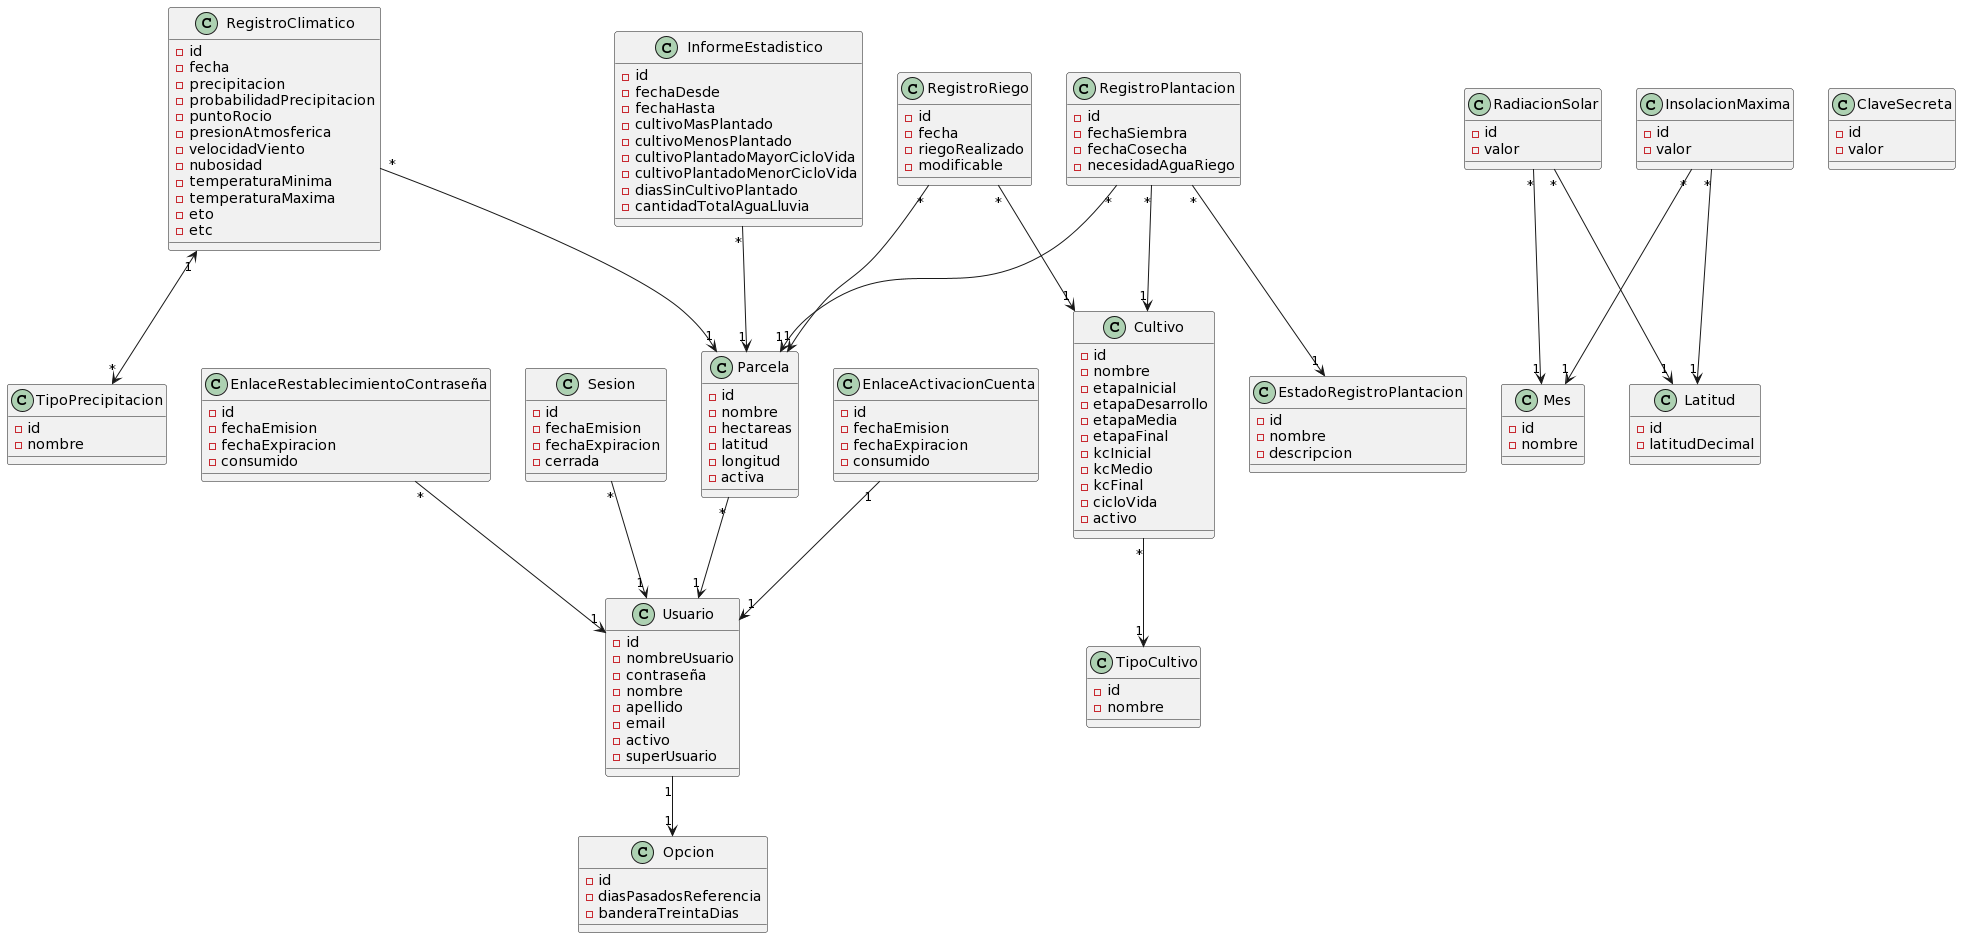 C RegistroClimatico
id
fecha
precipitacion
probabilidadPrecipitacion
puntoRocio
presionAtmosferica
velocidadViento
nubosidad
temperaturaMinima
temperaturaMaxima
eto
etc
C InformeEstadistico
id
fechaDesde
fechaHasta
cultivoMasPlantado
cultivoMenosPlantado
cultivoPlantadoMayorCicloVida
cultivoPlantadoMenorCicloVida
diasSinCultivoPlantado
cantidadTotalAguaLluvia
C RegistroRiego
id
fecha
riegoRealizado
modificable
C RegistroPlantacion
id
fechaSiembra
fechaCosecha
necesidadAguaRiego
C RadiacionSolar
id
valor
C InsolacionMaxima
id
valor
C ClaveSecreta
id
valor
*
1
*
*
*
*
*
*
*
*
*
*
*
1
1
1
1
1
1
1
1
1
1
1
C TipoPrecipitacion
id
nombre
C EnlaceRestablecimientoContraseña
id
fechaEmision
fechaExpiracion
consumido
C Sesion
id
fechaEmision
fechaExpiracion
cerrada
C Parcela
id
nombre
hectareas
latitud
longitud
activa
C EnlaceActivacionCuenta
id
fechaEmision
fechaExpiracion
consumido
C Cultivo
id
nombre
etapaInicial
etapaDesarrollo
etapaMedia
etapaFinal
kcInicial
kcMedio
kcFinal
cicloVida
activo
C EstadoRegistroPlantacion
id
nombre
descripcion
C Mes
id
nombre
C Latitud
id
latitudDecimal
*
*
*
1
*
1
1
1
1
1
C Usuario
id
nombreUsuario
contraseña
nombre
apellido
email
activo
superUsuario
C TipoCultivo
id
nombre
1
1
C Opcion
id
diasPasadosReferencia
banderaTreintaDias